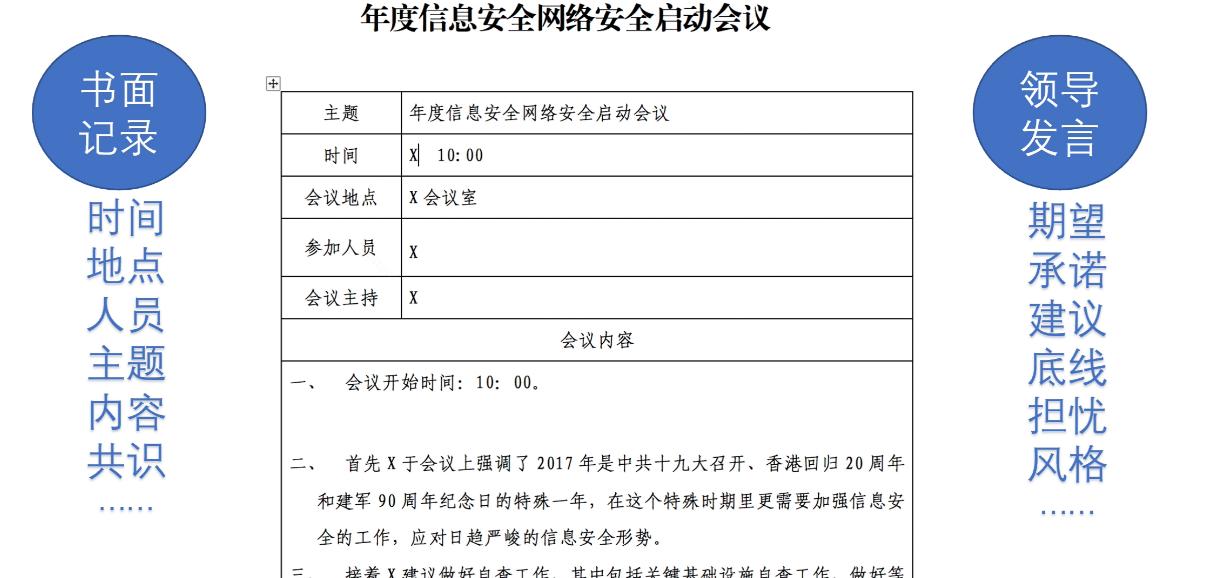 年度信息安全网络安全启动会议
书面
记录
时间
地点
人员
主题
内容
共识
……
主题 年度信息安全网络安全启动会议
时间 X 10:00
会议地点 X 会议室
参加人员 X
会议主持 X
会议内容
一、 会议开始时间：10：00。
二、 首先 X 于会议上强调了 2017 年是中共十九大召开、香港回归 20 周年
和建军 90 周年纪念日的特殊一年，在这个特殊时期里更需要加强信息安
全的工作，应对日趋严峻的信息安全形势。
三、 接着 X 建议做好自查工作，其中包括关键基础设施自查工作，做好等
领导
发言
期望
承诺
建议
底线
担忧
风格
……